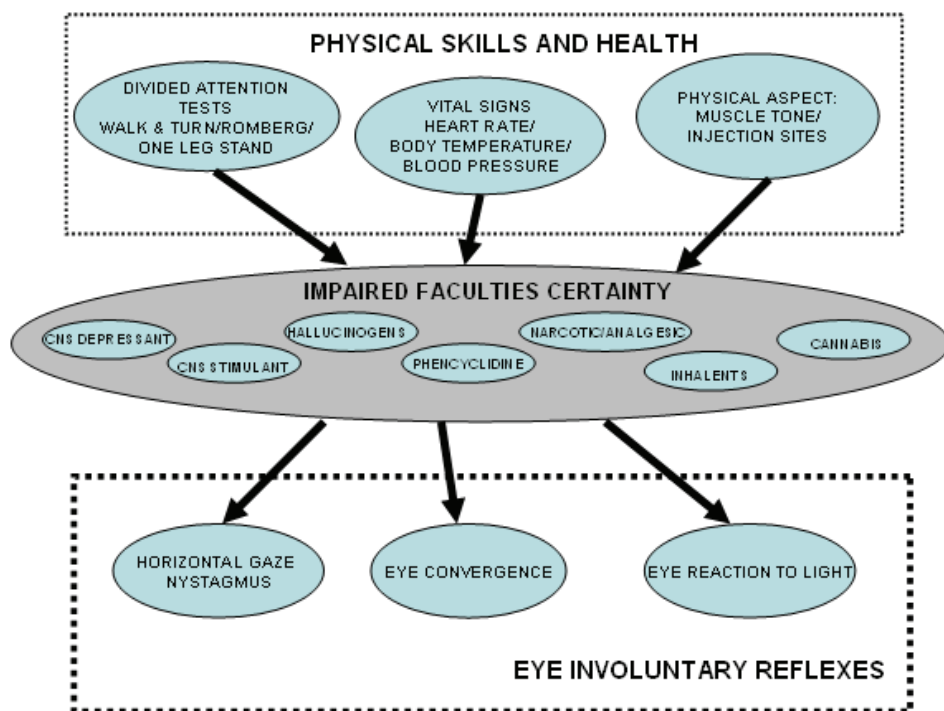 PHYSICAL SKILLS AND HEALTH
DIVIDED ATTENTION
TESTS
WALK & TURN/ROMBERG/
ONE LEG STAND
VITAL SIGNS
HEART RATE/
BODY TEMPERATURE/
BLOOD PRESSURE
PHYSICAL ASPECT:
MUSCLE TONE/
INJECTION SITES
IMPAIRED FACULTIES CERTAINTY
CNS DEPRESSANT
CNS STIMULANT
HALLUCINOGENS
PHENCYCLIDINE
NARCOTIC/ANALGESIC
INHALENTS
CANNABIS
HORIZONTAL GAZE
NYSTAGMUS
EYE CONVERGENCE
EYE REACTION TO LIGHT
EYE INVOLUNTARY REFLEXES